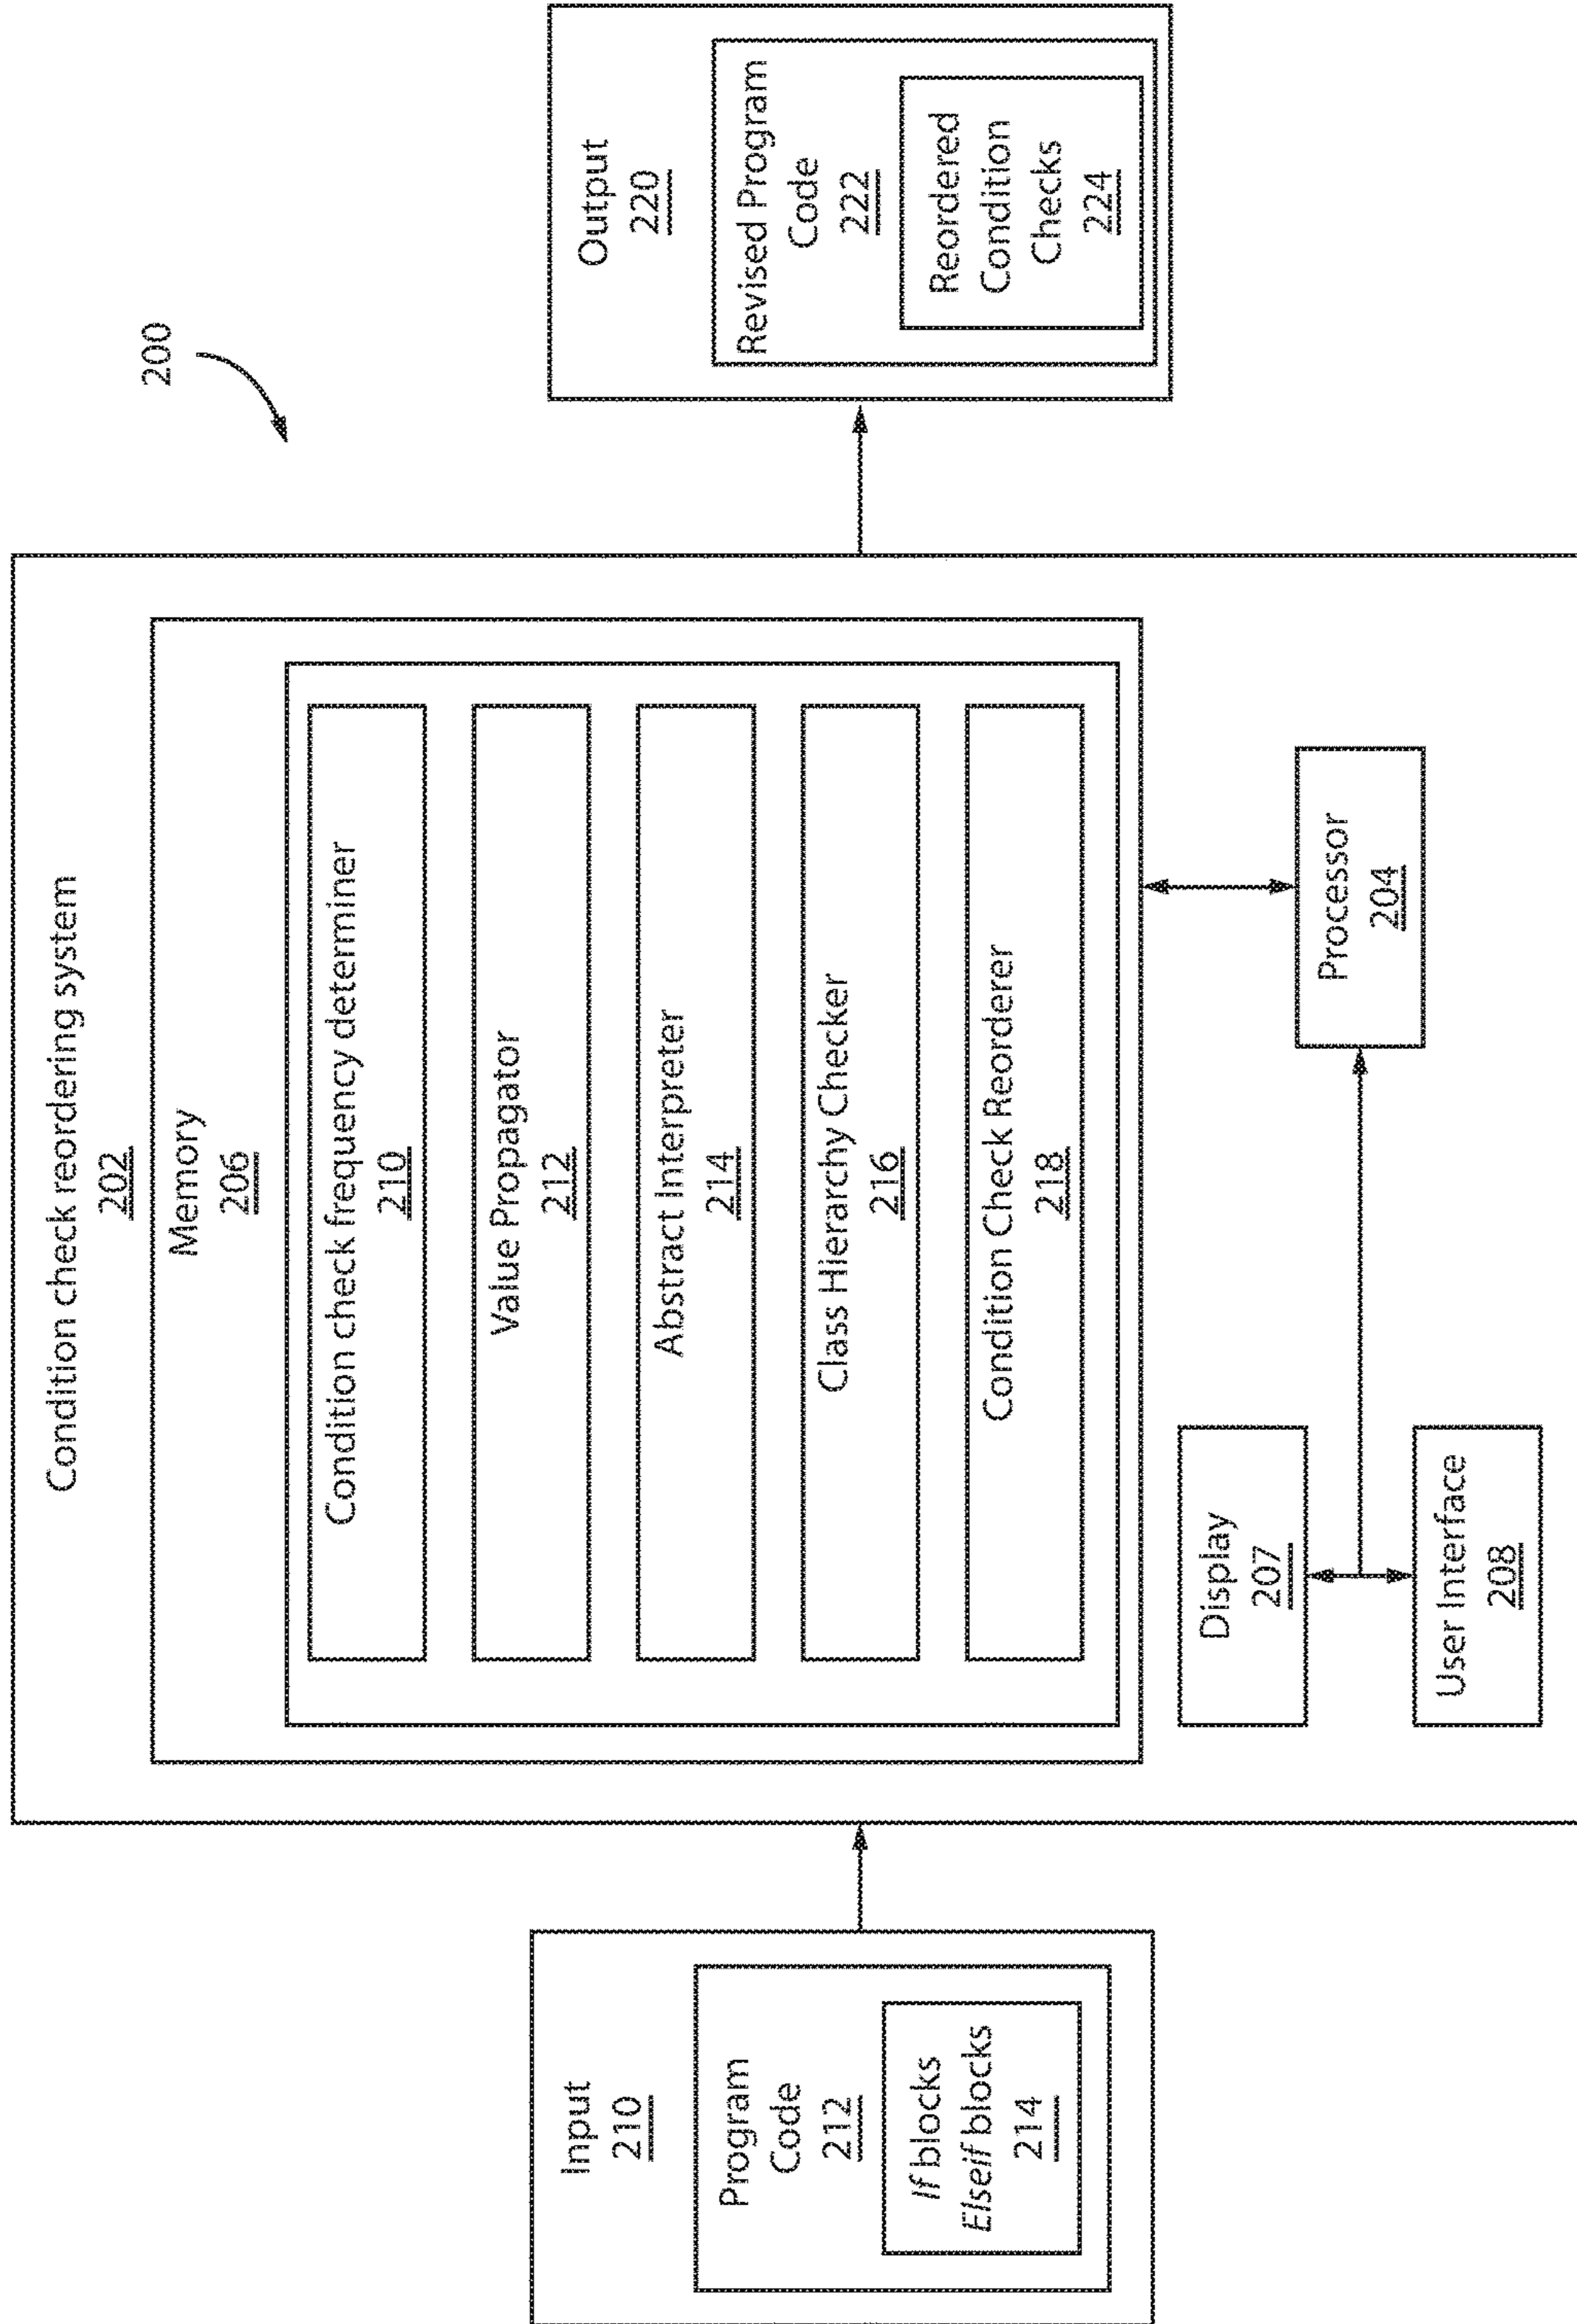 200
Input
210
Program
Code
212
If blocks
Elseif blocks
214
Condition check reordering system
202
Memory
206
Condition check frequency determiner
210
Value Propagator
212
Abstract Interpreter
214
Class Hierarchy Checker
216
Condition Check Reorderer
218
Display
207
User Interface
208
Processor
204
Output
220
Revised Program
Code
222
Reordered
Condition
Checks
224